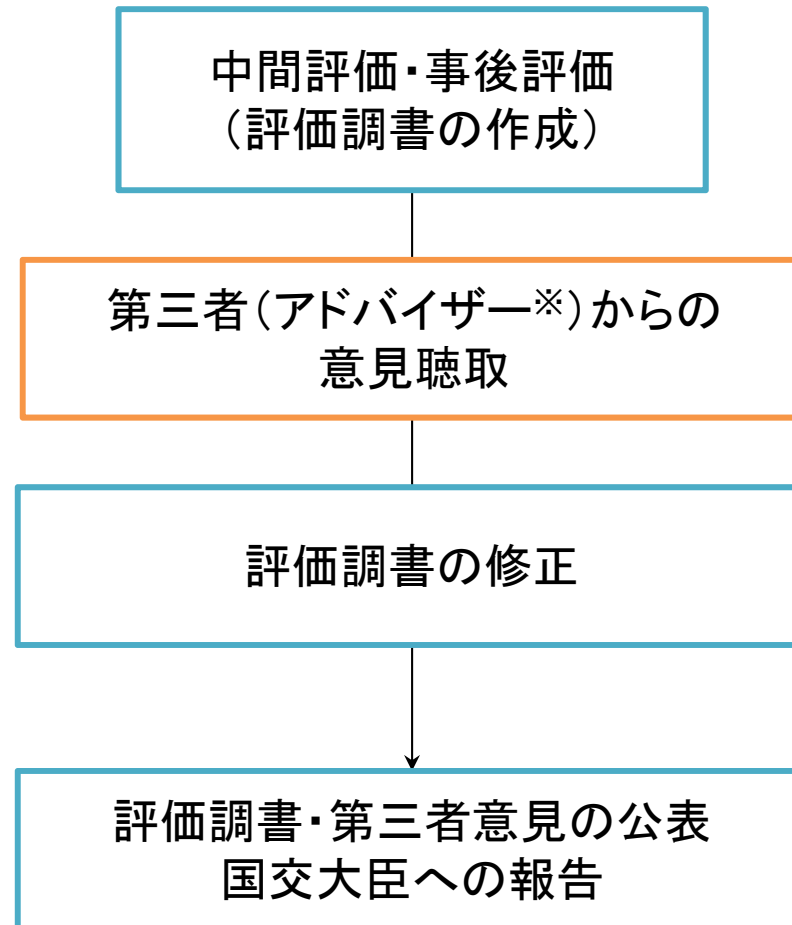 中間評価・事後評価
（評価調書の作成）
第三者（アドバイザー※）からの
意見聴取
評価調書の修正
評価調書・第三者意見の公表
国交大臣への報告